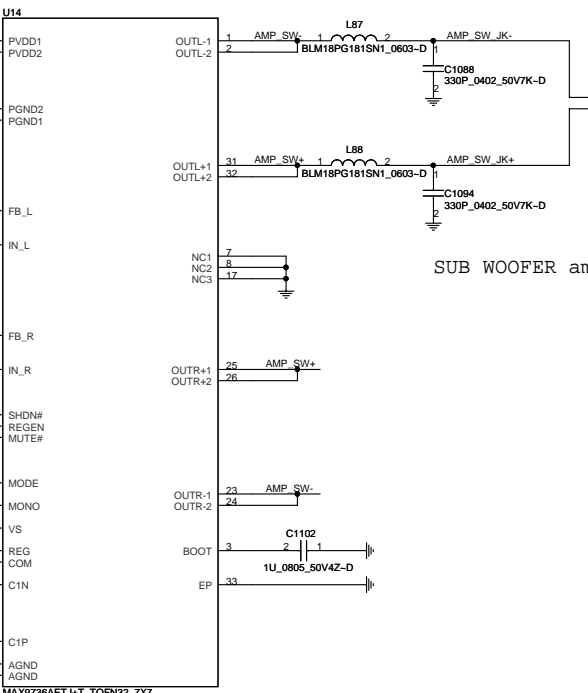 U14
PVDD1
PVDD2
PGND2
PGND1
FB_L
IN_L
FB_R
IN_R
SHDN#
REGEN
MUTE#
MODE
MONO
VS
REG
COM
C1N
C1P
AGND
AGND
OUTL-1
OUTL-2
OUTL+1
OUTL+2
NC1
NC2
NC3
OUTR+1
OUTR+2
OUTR-1
OUTR-2
BOOT
EP
1 AMP_SW-
2
31 AMP_SW+
32
7
8
17
25 AMP_SW+
26
23 AMP_SW-
24
3
33
L87
1 2
BLM18PG181SN1_0603~D
AMP_SW_JK-
1
C1088
330P_0402_50V7K~D
2
L88
1 2
BLM18PG181SN1_0603~D
AMP_SW_JK+
1
C1094
330P_0402_50V7K~D
2
SUB WOOFER am
C1102
2 1
1U_0805_50V4Z~D
MAX9736AETJ+T_TQFN32_7X7